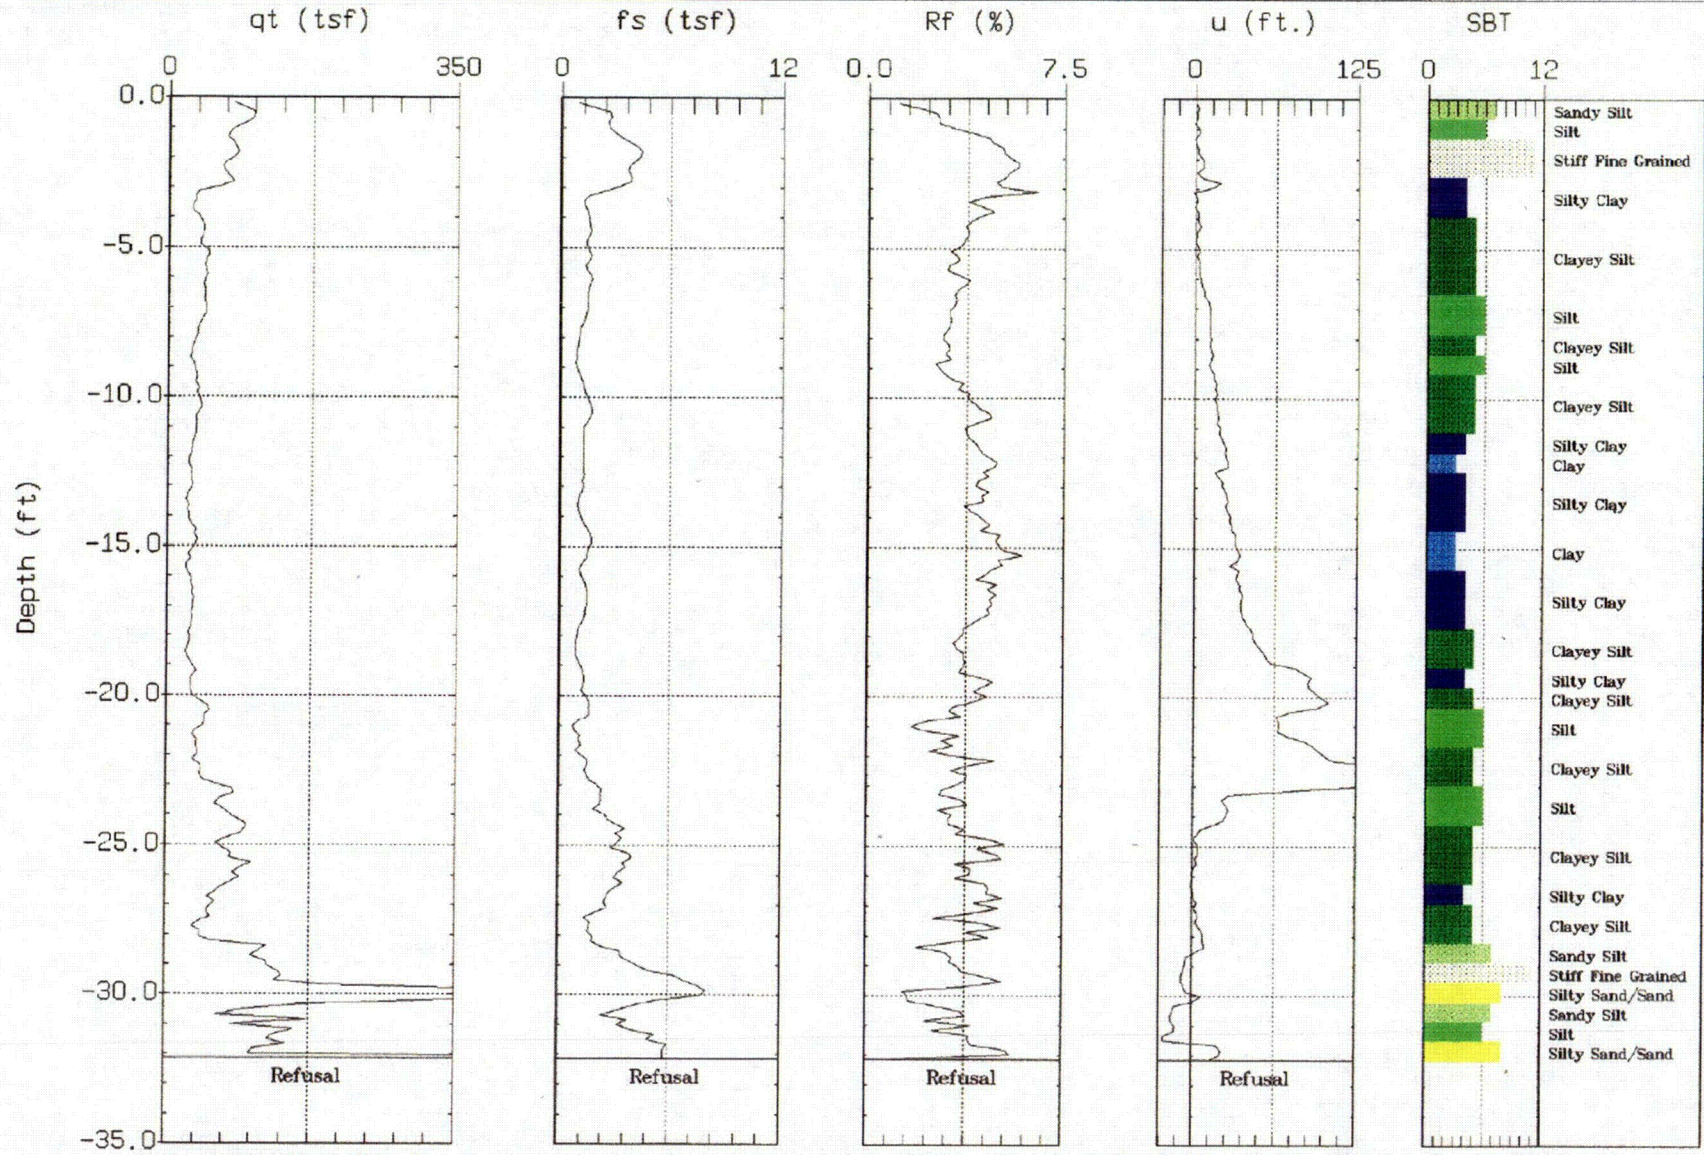 qt (tsf) fs (tsf) Rf (%) u (ft.) SBT
0 350 0 12 0.0 7.5 0 125 0 12
0.0
Sandy Silt
Silt
Stiff Fine Grained
Silty Clay
-5.0
Clayey Silt
Silt
Clayey Silt
Silt
-10.0
Clayey Silt
Silty Clay
Clay
Silty Clay
Depth (ft)
-15.0
Clay
Silty Clay
Clayey Silt
Silty Clay
-20.0
Clayey Silt
Silt
Clayey Silt
Silt
-25.0
Clayey Silt
Silty Clay
Clayey Silt
Sandy Silt
Stiff Fine Grained
-30.0
Silty Sand/Sand
Sandy Silt
Silt
Silty Sand/Sand
Refusal Refusal Refusal Refusal
-35.0